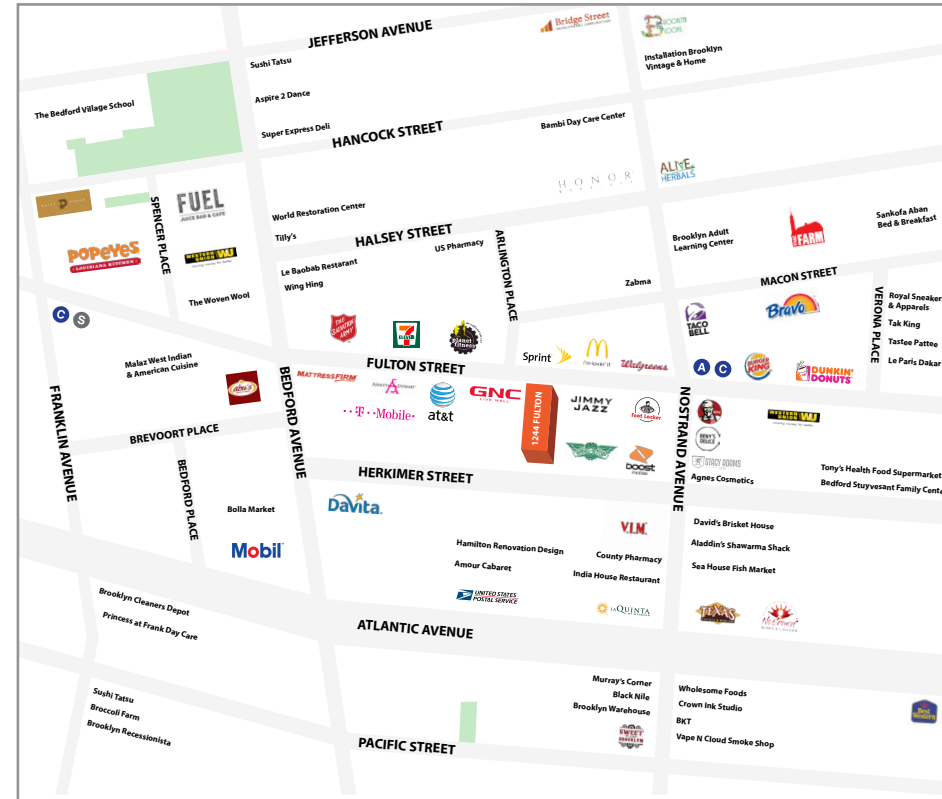 JEFFERSON AVENUE
Bridge Street
Installation Brooklyn
Vintage & Home
Sushi Tatsu
Aspire 2 Dance
Super Express Deli
The Bedford Village School
HANCOCK STREET
Bambi Day Care Center
HONOR
ALIVE
HERBALS
FUEL
JUICE BAR & CAFE
SPENCER PLACE
POPEYES
LOUISIANA KITCHEN
WESTERN
UNION WU
The Woven Wool
World Restoration Center
Tilly's
HALSEY STREET
US Pharmacy
Le Baobab Restarant
Wing Hing
ARLINGTON PLACE
Zabma
Brooklyn Adult
Learning Center
THE FARM
Sankofa Aban
Bed & Breakfast
MACON STREET
VERONA PLACE
Royal Sneaker
& Apparels
Tak King
Tastee Pattee
Le Paris Dakar
C
S
THE
SALVATION
ARMY
7
ELEVEN
planet
fitness
Sprint
i'm lovin' it
Walgreens
TACO
BELL
Bravo
A
C
BURGER
KING
DUNKIN'
DONUTS
FULTON STREET
Malaz West Indian
& American Cuisine
abu's
FRANKLIN AVENUE
BEDFORD AVENUE
BREVOORT PLACE
BEDFORD PLACE
MATTRESSFIRM
T Mobile
at&t
GNC
LIVE WELL
1244 FULTON
JIMMY
JAZZ
Foot Locker
boost
mobile
NOSTRAND AVENUE
KFC
WESTERN
UNION WU
STACY ADAMS
Agnes Cosmetics
Tony's Health Food Supermarket
Bedford Stuyvesant Family Cente
HERKIMER STREET
DaVita
Bolla Market
Mobil
V.I.M.
Hamilton Renovation Design
Amour Cabaret
County Pharmacy
India House Restaurant
UNITED STATES
POSTAL SERVICE
LAQUINTA
David's Brisket House
Aladdin's Shawarma Shack
Sea House Fish Market
TEXAS
Brooklyn Cleaners Depot
Princess at Frank Day Care
ATLANTIC AVENUE
Sushi Tatsu
Broccoli Farm
Brooklyn Recessionista
Murray's Corner
Black Nile
Brooklyn Warehouse
SWEET
BROOKLYN
Wholesome Foods
Crown Ink Studio
BKT
Vape N Cloud Smoke Shop
Best
Western
PACIFIC STREET